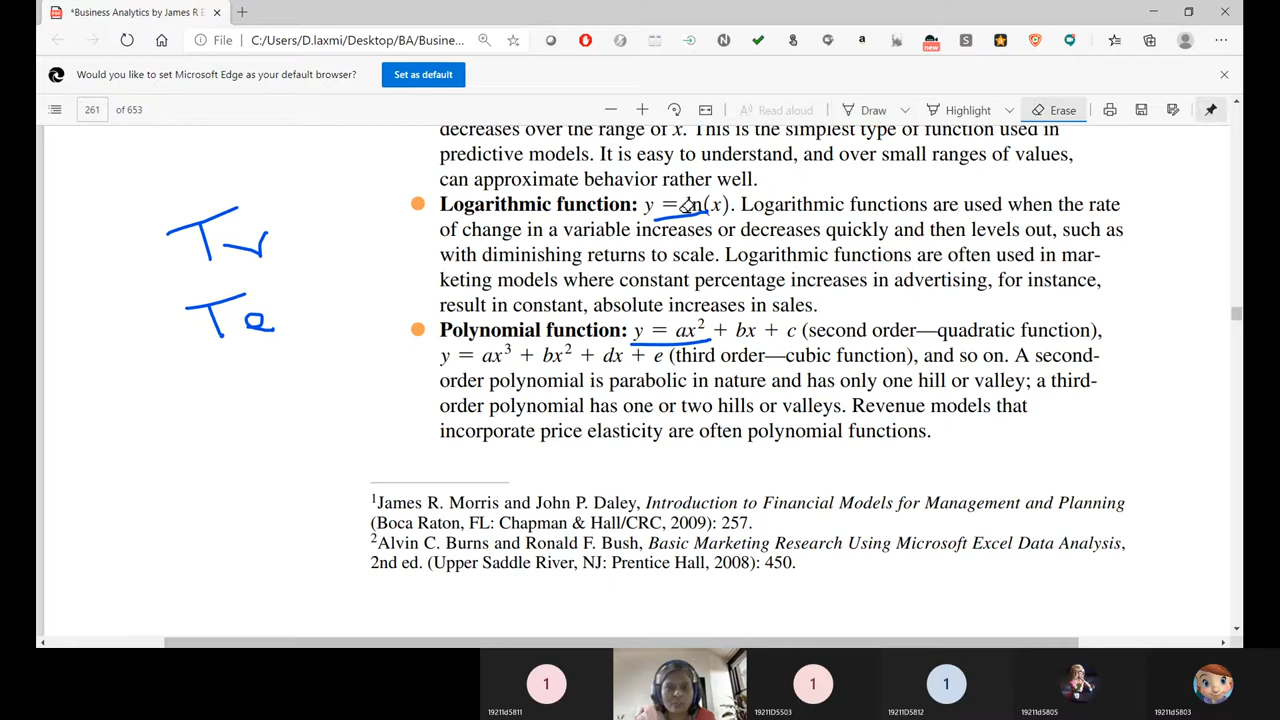 *Business Analytics by James R E
File
C:/Users/D.laxmi/Desktop/BA/Busine...
a
N
S
new
Would you like to set Microsoft Edge as your default browser?
Set as default
261 of 653
Read aloud
Draw
Highlight
Erase
decreases over the range of x. This is the simplest type of function used in
predictive models. It is easy to understand, and over small ranges of values,
can approximate behavior rather well.
Logarithmic function: y = ln(x). Logarithmic functions are used when the rate
of change in a variable increases or decreases quickly and then levels out, such as
with diminishing returns to scale. Logarithmic functions are often used in mar-
keting models where constant percentage increases in advertising, for instance,
result in constant, absolute increases in sales.
Polynomial function: y = ax² + bx + c (second order—quadratic function),
y = ax³ + bx² + dx + e (third order—cubic function), and so on. A second-
order polynomial is parabolic in nature and has only one hill or valley; a third-
order polynomial has one or two hills or valleys. Revenue models that
incorporate price elasticity are often polynomial functions.
Te
¹James R. Morris and John P. Daley, Introduction to Financial Models for Management and Planning
(Boca Raton, FL: Chapman & Hall/CRC, 2009): 257.
²Alvin C. Burns and Ronald F. Bush, Basic Marketing Research Using Microsoft Excel Data Analysis,
2nd ed. (Upper Saddle River, NJ: Prentice Hall, 2008): 450.
1
1
1
19211d5811
19211D5503
19211D5812
19211d5805
19211d5803